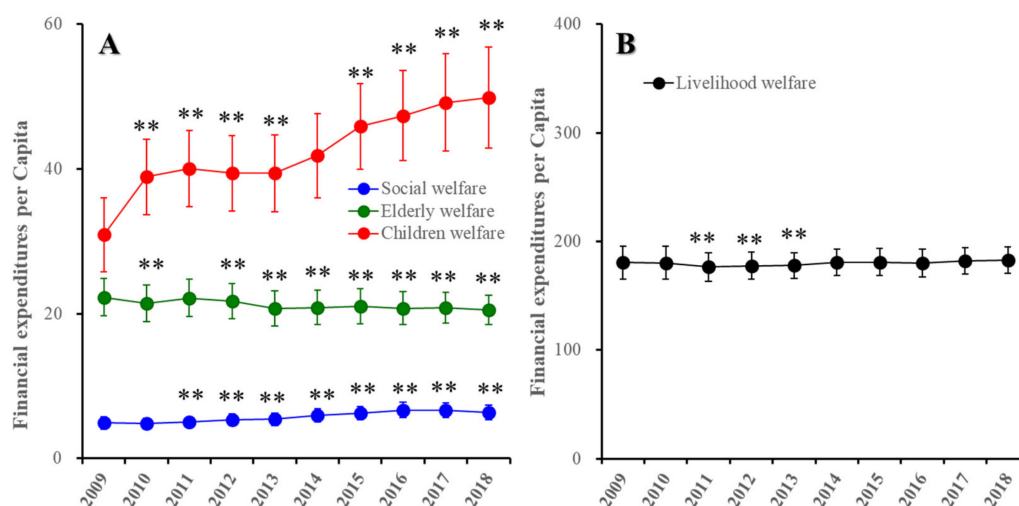 A
Financial expenditures per Capita
60
40
20
0
** ** ** ** ** ** ** **
Social welfare
Elderly welfare
Children welfare
** ** ** ** ** ** ** **
** ** ** ** ** ** ** **
2009 2010 2011 2012 2013 2014 2015 2016 2017 2018
B
Financial expenditures per Capita
400
300
200
100
0
Livelihood welfare
** ** **
2009 2010 2011 2012 2013 2014 2015 2016 2017 2018